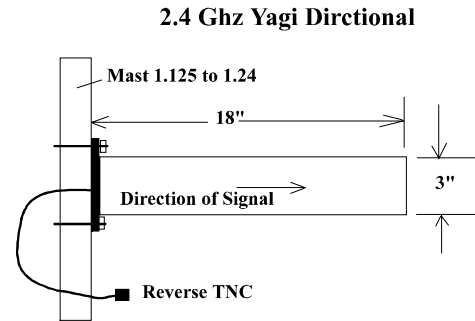 2.4 Ghz Yagi Dirctional
Mast 1.125 to 1.24
18"
3"
Direction of Signal
Reverse TNC